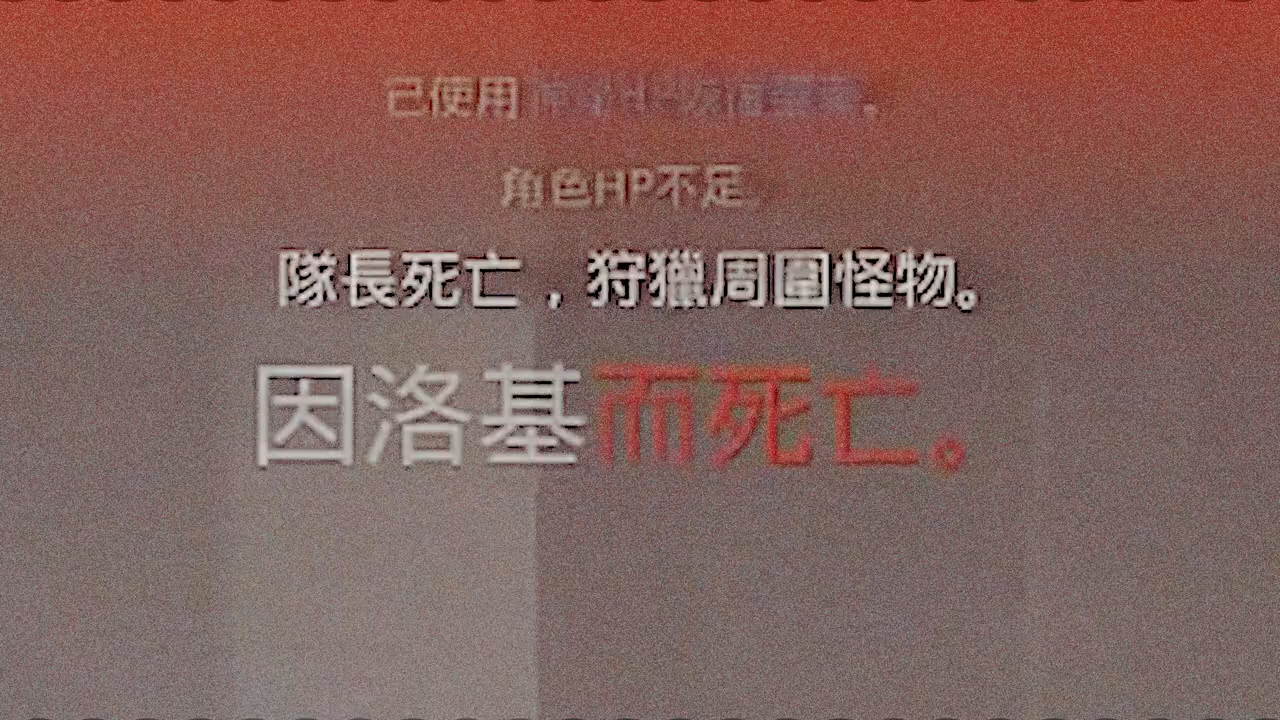 已使用
角色HP不足
隊長死亡，狩獵周圍怪物。
因洛基而死亡。